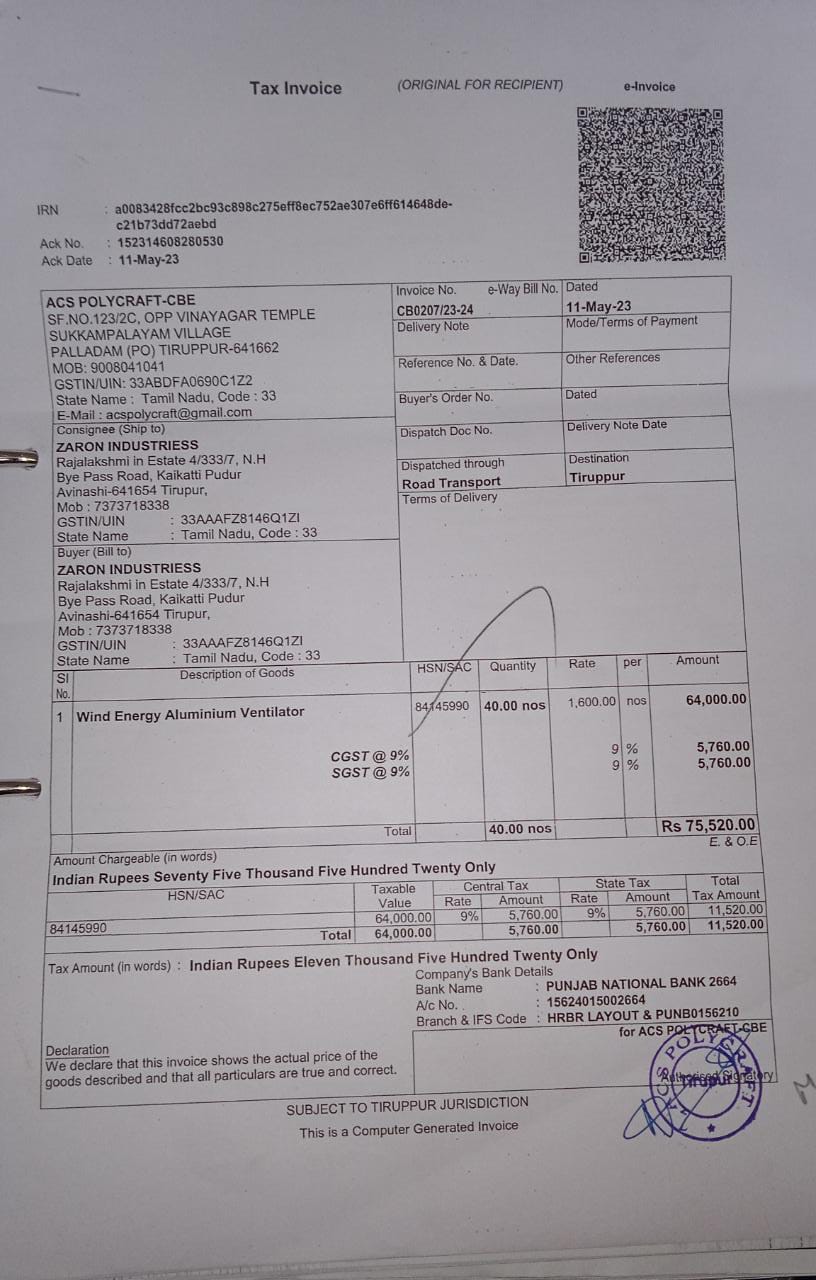 Tax Invoice
(ORIGINAL FOR RECIPIENT)
e-Invoice
IRN : a0083428fcc2bc93c898c275eff8ec752ae307e6ff614648de-
c21b73dd72aebd
Ack No. : 152314608280530
Ack Date : 11-May-23
ACS POLYCRAFT-CBE
SF.NO.123/2C, OPP VINAYAGAR TEMPLE
SUKKAMPALAYAM VILLAGE
PALLADAM (PO) TIRUPPUR-641662
MOB: 9008041041
GSTIN/UIN: 33ABDFA0690C1Z2
State Name : Tamil Nadu, Code : 33
E-Mail : acspolycraft@gmail.com
Invoice No. e-Way Bill No. Dated
CB0207/23-24 11-May-23
Delivery Note Mode/Terms of Payment
Reference No. & Date. Other References
Buyer's Order No. Dated
Dispatch Doc No. Delivery Note Date
Dispatched through Destination
Road Transport Tiruppur
Terms of Delivery
Consignee (Ship to)
ZARON INDUSTRIESS
Rajalakshmi in Estate 4/333/7, N.H
Bye Pass Road, Kaikatti Pudur
Avinashi-641654 Tirupur,
Mob : 7373718338
GSTIN/UIN : 33AAAFZ8146Q1ZI
State Name : Tamil Nadu, Code : 33
Buyer (Bill to)
ZARON INDUSTRIESS
Rajalakshmi in Estate 4/333/7, N.H
Bye Pass Road, Kaikatti Pudur
Avinashi-641654 Tirupur,
Mob : 7373718338
GSTIN/UIN : 33AAAFZ8146Q1ZI
State Name : Tamil Nadu, Code : 33
Sl No. Description of Goods HSN/SAC Quantity Rate per Amount
1 Wind Energy Aluminium Ventilator 84145990 40.00 nos 1,600.00 nos 64,000.00
CGST @ 9% 9 % 5,760.00
SGST @ 9% 9 % 5,760.00
Total 40.00 nos Rs 75,520.00
Amount Chargeable (in words) E. & O.E
Indian Rupees Seventy Five Thousand Five Hundred Twenty Only
HSN/SAC Taxable Value Central Tax State Tax Total Tax Amount
Rate Amount Rate Amount
84145990 64,000.00 9% 5,760.00 9% 5,760.00 11,520.00
Total 64,000.00 5,760.00 5,760.00 11,520.00
Tax Amount (in words) : Indian Rupees Eleven Thousand Five Hundred Twenty Only
Company's Bank Details
Bank Name : PUNJAB NATIONAL BANK 2664
A/c No. : 15624015002664
Branch & IFS Code : HRBR LAYOUT & PUNB0156210
for ACS POLYCRAFT-CBE
Declaration
We declare that this invoice shows the actual price of the
goods described and that all particulars are true and correct.
ACS POLYCRAFT
Tiruppur
Authorised Signatory
SUBJECT TO TIRUPPUR JURISDICTION
This is a Computer Generated Invoice